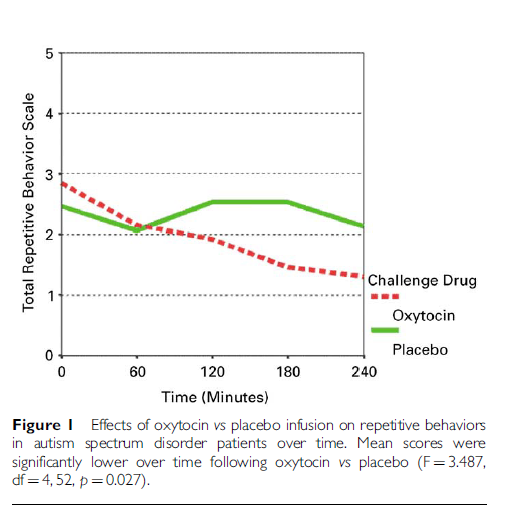 Total Repetitive Behavior Scale
5
4
3
2
1
0
0 60 120 180 240
Time (Minutes)
Challenge Drug
Oxytocin
Placebo
Figure 1 Effects of oxytocin vs placebo infusion on repetitive behaviors
in autism spectrum disorder patients over time. Mean scores were
significantly lower over time following oxytocin vs placebo (F = 3.487,
df = 4, 52, p = 0.027).